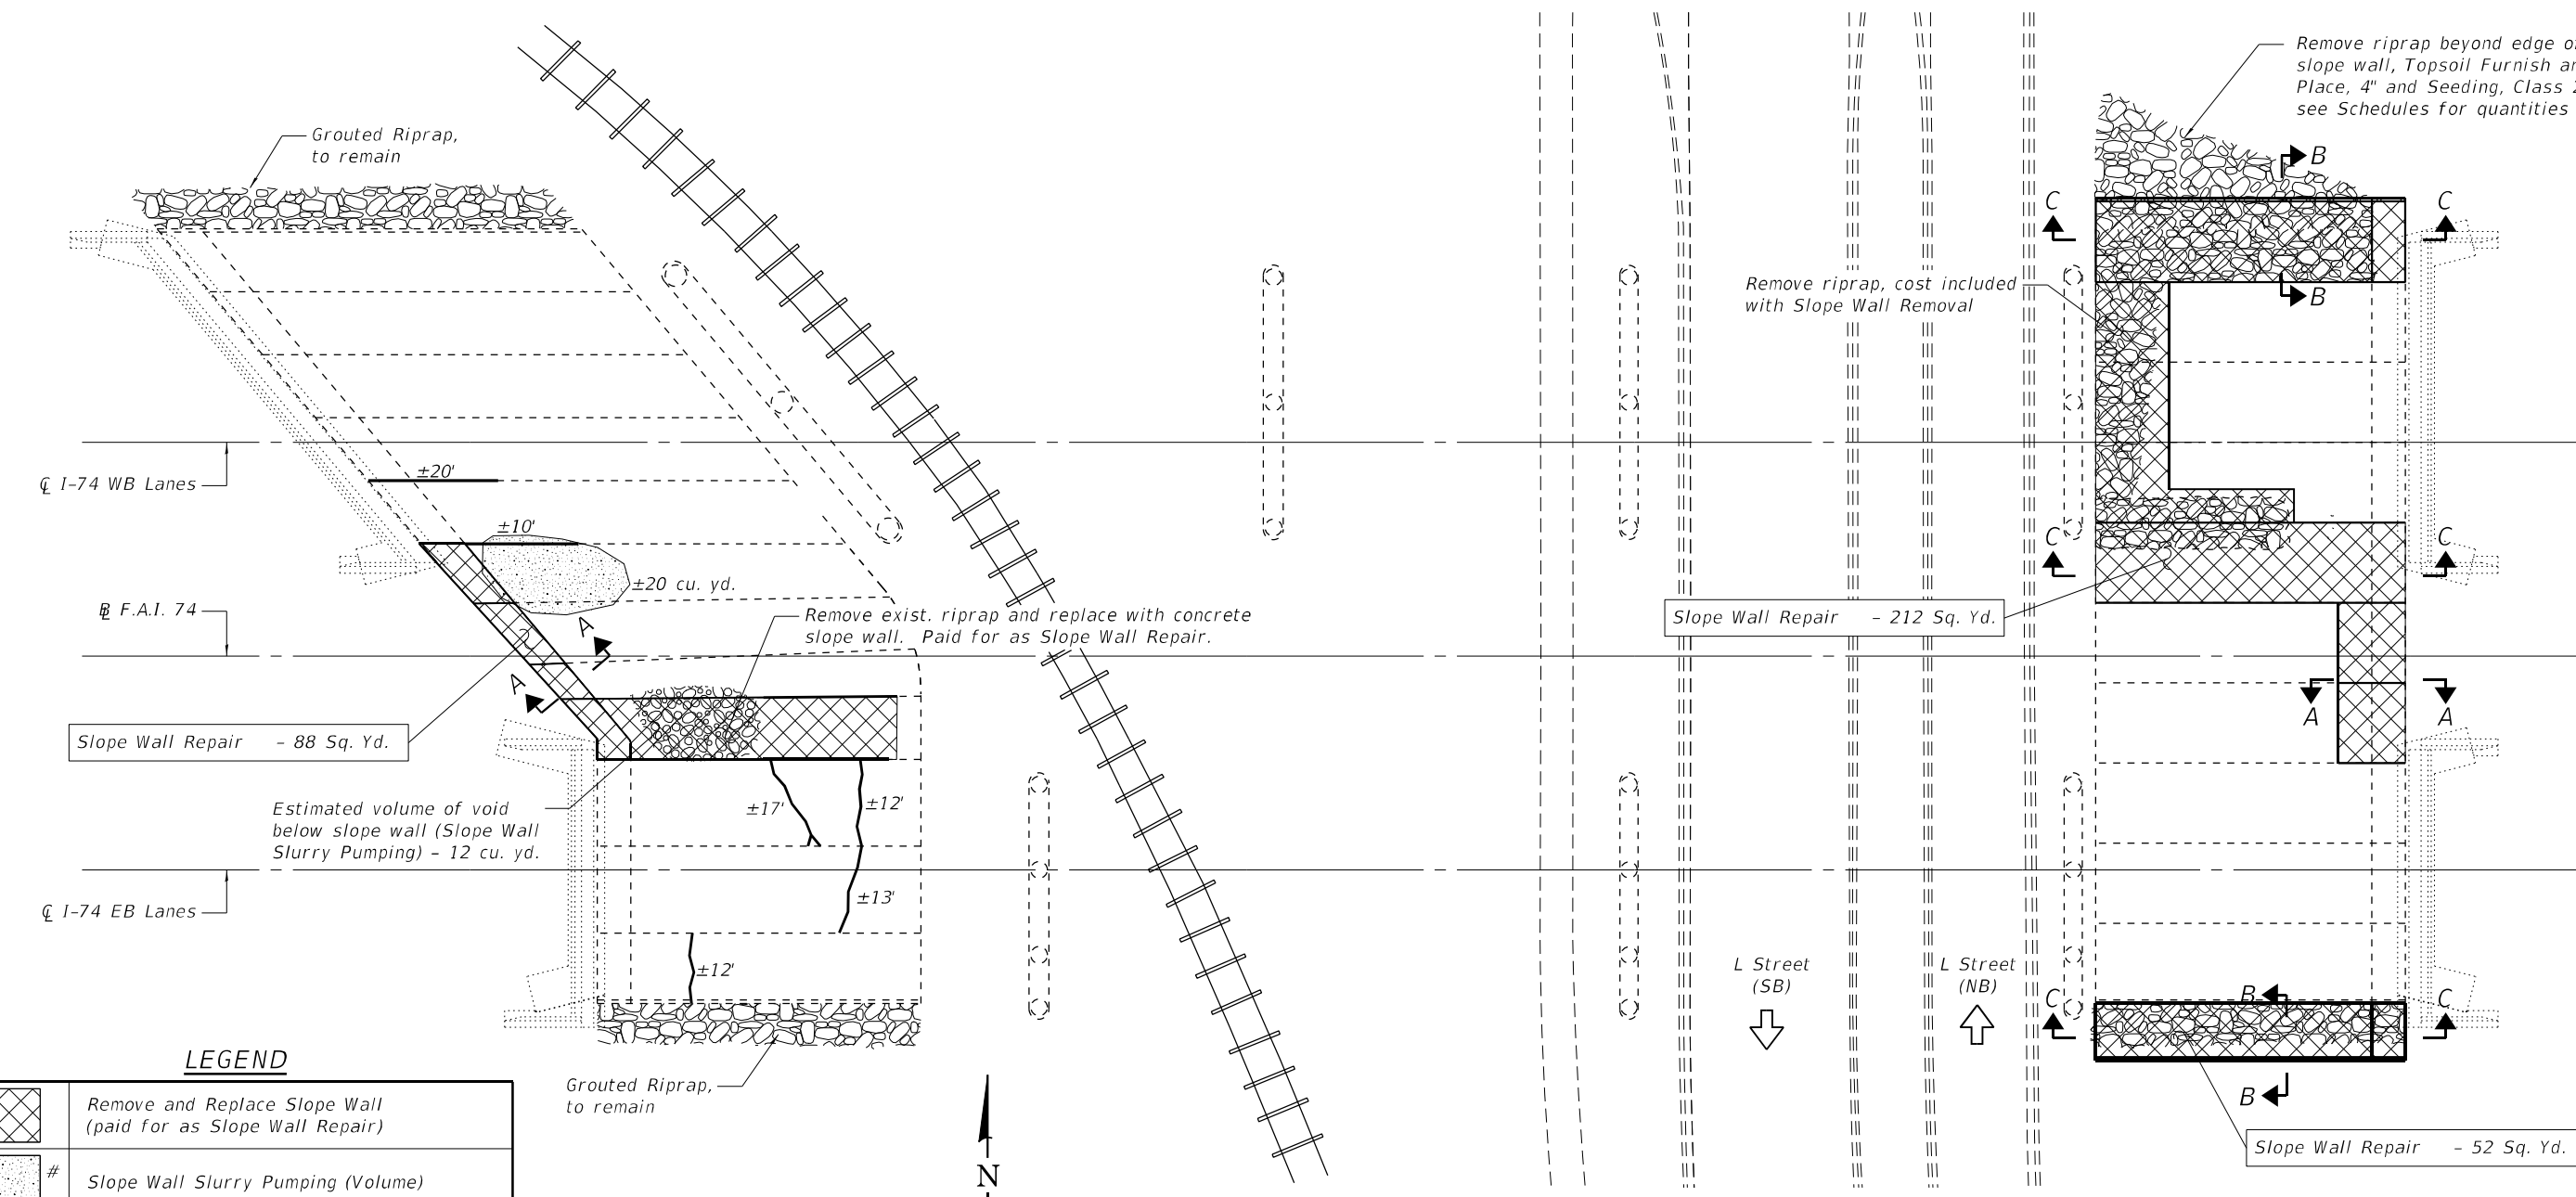 Remove riprap beyond edge
slope wall, Topsoil Furnish
Place, 4" and Seeding, Class
see Schedules for quantities
Grouted Riprap,
to remain
B
C
C
Remove riprap, cost included
with Slope Wall Removal
B
℄ I-74 WB Lanes
±20'
±10'
±20 cu. yd.
C
C
B F.A.I. 74
A
Remove exist. riprap and replace with concrete
slope wall. Paid for as Slope Wall Repair.
Slope Wall Repair - 212 Sq. Yd.
A
A
A
Slope Wall Repair - 88 Sq. Yd.
Estimated volume of void
below slope wall (Slope Wall
Slurry Pumping) - 12 cu. yd.
±17'
±12'
±13'
℄ I-74 EB Lanes
±12'
L Street
(SB)
L Street
(NB)
C
B
C
Grouted Riprap,
to remain
B
N
Slope Wall Repair - 52 Sq. Yd.
LEGEND
Remove and Replace Slope Wall
(paid for as Slope Wall Repair)
# Slope Wall Slurry Pumping (Volume)